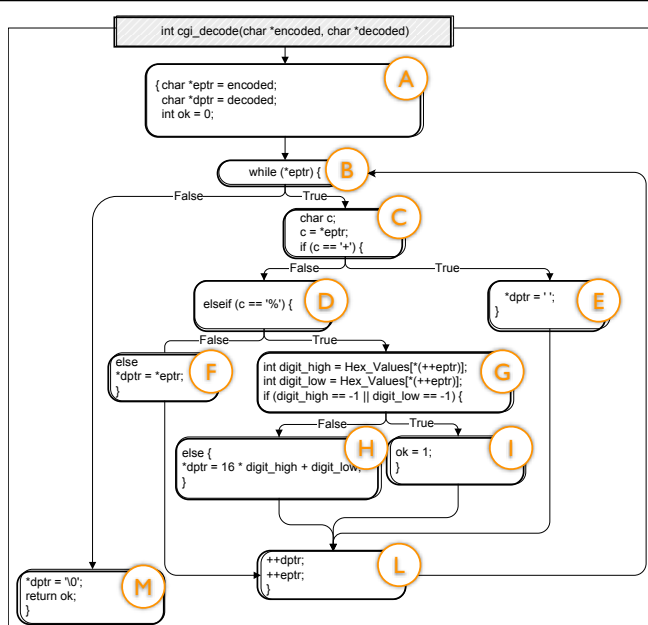 int cgi_decode(char *encoded, char *decoded)
A
{ char *eptr = encoded;
char *dptr = decoded;
int ok = 0;
while (*eptr) {
B
False
True
char c;
C
c = *eptr;
if (c == '+') {
False
True
elseif (c == '%') {
D
*dptr = ' ';
E
}
False
True
else
*dptr = *eptr;
F
}
int digit_high = Hex_Values[*(++eptr)];
int digit_low = Hex_Values[*(++eptr)];
G
if (digit_high == -1 || digit_low == -1) {
False
True
else {
H
*dptr = 16 * digit_high + digit_low;
}
ok = 1;
I
}
++dptr;
L
++eptr;
}
*dptr = '\0';
M
return ok;
}